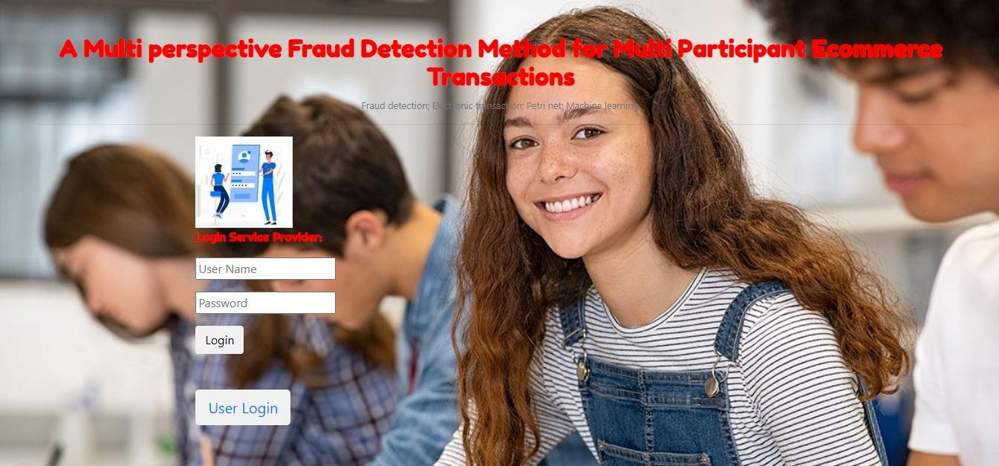 A Multi perspective Fraud Detection Method for Multi Participant Ecommerce
Transactions
Fraud detection; Electronic transaction; Petri net; Machine learning
Login Service Provider:
User Name
Password
Login
User Login